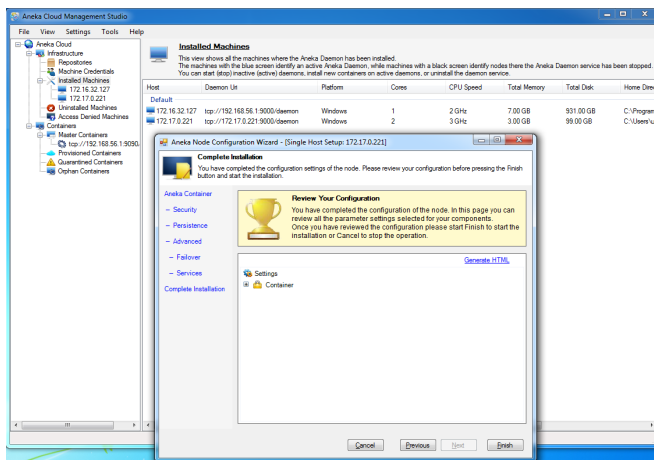 Aneka Cloud Management Studio
File View Settings Tools Help
Aneka Cloud
Infrastructure
Repositories
Machine Credentials
Installed Machines
172.16.32.127
172.17.0.221
Uninstalled Machines
Access Denied Machines
Containers
Master Containers
tcp://192.168.56.1:9090
Provisioned Containers
Quarantined Containers
Orphan Containers
Installed Machines
This view shows all the machines where the Aneka Daemon has been installed.
The machines with the blue screen identify an active Aneka Daemon, while machines with a black screen identify nodes there the Aneka Daemon service has been stopped.
You can start (stop) inactive (active) daemons, install new containers on active daemons, or uninstall the daemon service.
Host Daemon Uri Platform Cores CPU Speed Total Memory Total Disk Home Direc
Default
172.16.32.127 tcp://192.168.56.1:9000/daemon Windows 1 2 GHz 7.00 GB 931.00 GB C:\Program
172.17.0.221 tcp://172.17.0.221:9000/daemon Windows 2 3 GHz 3.00 GB 99.00 GB C:\Users\u
Aneka Node Configuration Wizard - [Single Host Setup: 172.17.0.221]
Complete Installation
You have completed the configuration settings of the node. Please review your configuration before pressing the Finish
button and start the installation.
Aneka Container
– Security
– Persistence
– Advanced
– Failover
– Services
Complete Installation
Review Your Configuration
You have completed the configuration of the node. In this page you can
review all the parameter settings selected for your components.
Once you have reviewed the configuration please start Finish to start the
installation or Cancel to stop the operation.
Generate HTML
Settings
Container
Cancel Previous Next Finish